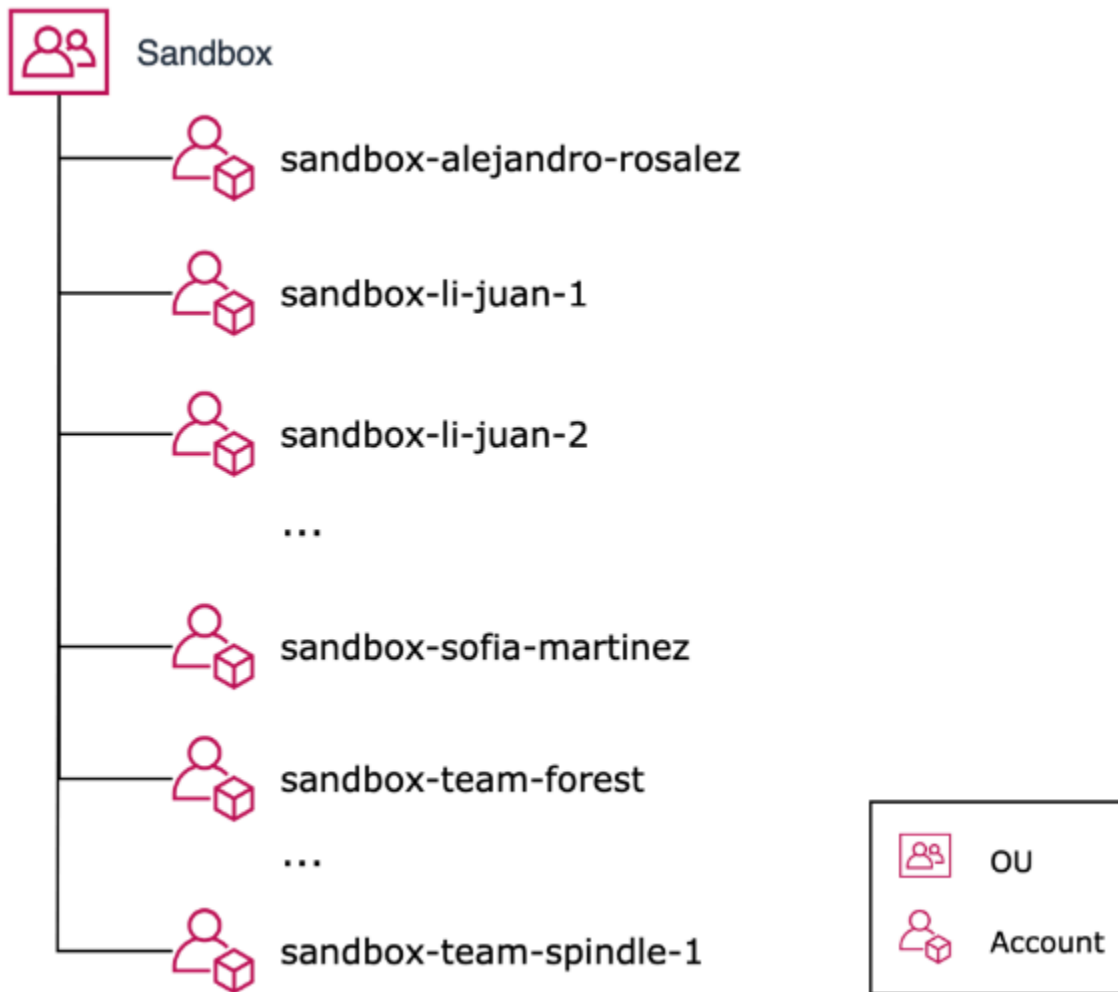 Sandbox
sandbox-alejandro-rosalez
sandbox-li-juan-1
sandbox-li-juan-2
...
sandbox-sofia-martinez
sandbox-team-forest
...
sandbox-team-spindle-1
OU
Account